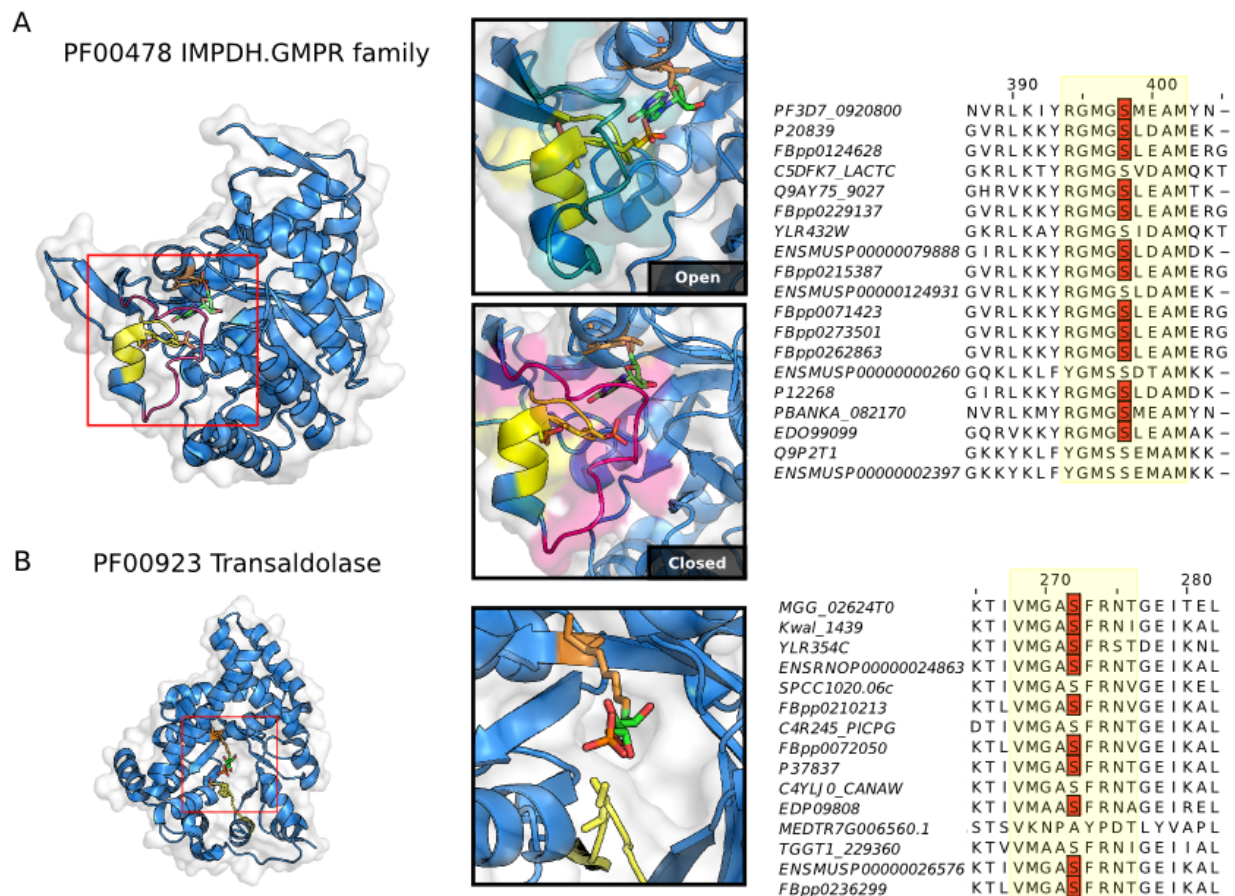 A
PF00478 IMPDH.GMPR family
Open
Closed
390 400
PF3D7_0920800 NVRLKIYRGMGSMEAMYN-
P20839 GVRLKKYRGMGSLDAMEK-
FBpp0124628 GVRLKKYRGMGSLEAMERG
C5DFK7_LACTC GKRLKTYRGMGSVDAMQKT
Q9AY75_9027 GHRVKKYRGMGSLEAMTK-
FBpp0229137 GVRLKKYRGMGSLEAMERG
YLR432W GKRLKAYRGMGSIDAMQKT
ENSMUSP00000079888 GIRLKKYRGMGSLDAMDK-
FBpp0215387 GVRLKKYRGMGSLEAMERG
ENSMUSP00000124931 GVRLKKYRGMGSLDAMEK-
FBpp0071423 GVRLKKYRGMGSLEAMERG
FBpp0273501 GVRLKKYRGMGSLEAMERG
FBpp0262863 GVRLKKYRGMGSLEAMERG
ENSMUSP00000000260 GQKLKLFYGMSSDTAMKK-
P12268 GIRLKKYRGMGSLDAMDK-
PBANKA_082170 NVRLKMYRGMGSMEAMYN-
EDO99099 GQRVKKYRGMGSLEAMAK-
Q9P2T1 GKKYKLFYGMSSEMAMKK-
ENSMUSP00000002397 GKKYKLFYGMSSEMAMKK-
B
PF00923 Transaldolase
270 280
MGG_02624T0 KTIVMGASFRNTGEITEL
Kwal_1439 KTIVMGASFRNIGEIKAL
YLR354C KTIVMGASFRSTDEIKNL
ENSRNOP00000024863 KTIVMGASFRNTGEIKAL
SPCC1020.06c KTIVMGASFRNVGEIKEL
FBpp0210213 KTLVMGASFRNVGEIKAL
C4R245_PICPG DTIVMGASFRNTGEIKAL
FBpp0072050 KTLVMGASFRNVGEIKAL
P37837 KTIVMGASFRNTGEIKAL
C4YLJ0_CANAW KTIVMGASFRNTGEIKAL
EDP09808 KTIVMAASFRNAGEIREL
MEDTR7G006560.1 STSVKNPAYPDTLYVAPL
TGGT1_229360 KTVVMAASFRNIGEIIAL
ENSMUSP00000026576 KTIVMGASFRNTGEIKAL
FBpp0236299 KTLVMGASFRNTGEIKAL